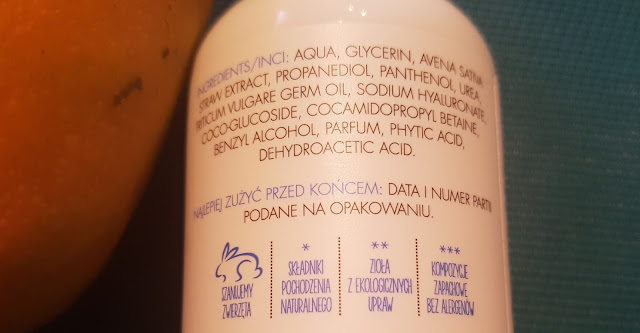 INGREDIENTS/INCI: AQUA, GLYCERIN, AVENA SATIVA
STRAW EXTRACT, PROPANEDIOL, PANTHENOL, UREA,
TRITICUM VULGARE GERM OIL, SODIUM HYALURONATE,
COCO-GLUCOSIDE, COCAMIDOPROPYL BETAINE,
BENZYL ALCOHOL, PARFUM, PHYTIC ACID,
DEHYDROACETIC ACID.
NAJLEPIEJ ZUŻYĆ PRZED KOŃCEM: DATA I NUMER PARTII
PODANE NA OPAKOWANIU.
SZANUJEMY
ZWIERZĘTA
*
SKŁADNIKI
POCHODZENIA
NATURALNEGO
**
ZIOŁA
Z EKOLOGICZNYCH
UPRAW
***
KOMPOZYCJE
ZAPACHOWE
BEZ ALERGENÓW